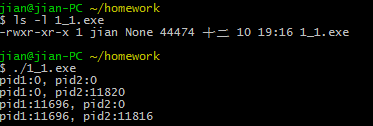 jian@jian-PC ~/homework
$ ls -l 1_1.exe
-rwxr-xr-x 1 jian None 44474 十二 10 19:16 1_1.exe
jian@jian-PC ~/homework
$ ./1_1.exe
pid1:0, pid2:0
pid1:0, pid2:11820
pid1:11696, pid2:0
pid1:11696, pid2:11816